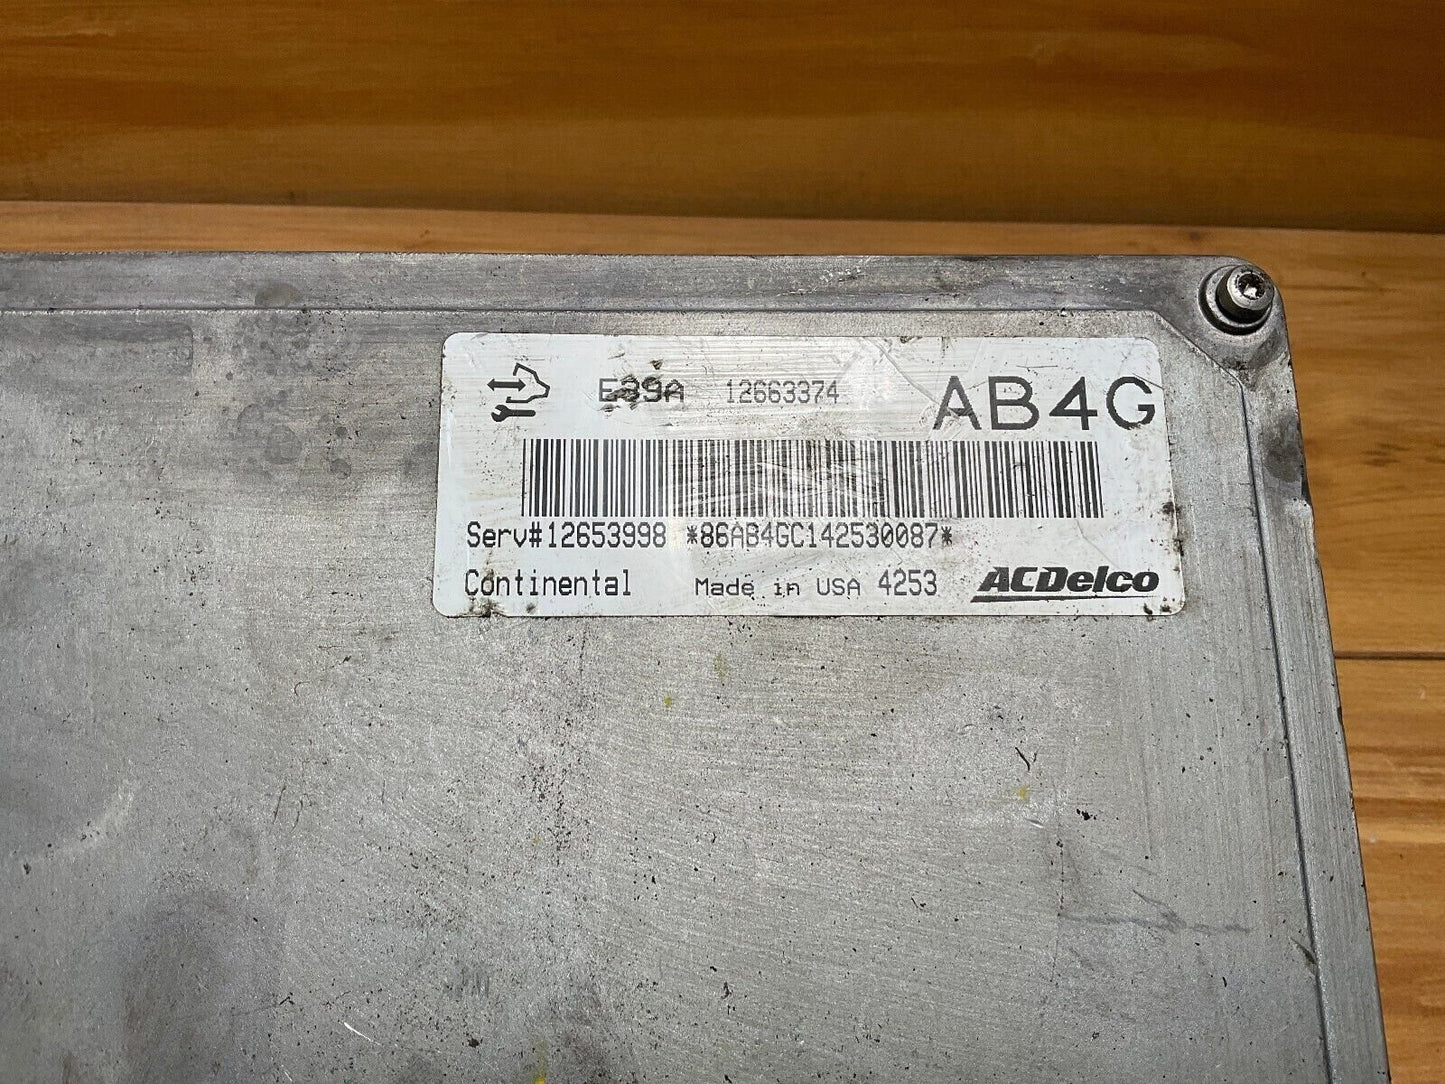 E39A 12663374 AB4G
Serv#12653998 *86AB4GC142530087*
Continental Made in USA 4253 ACDelco